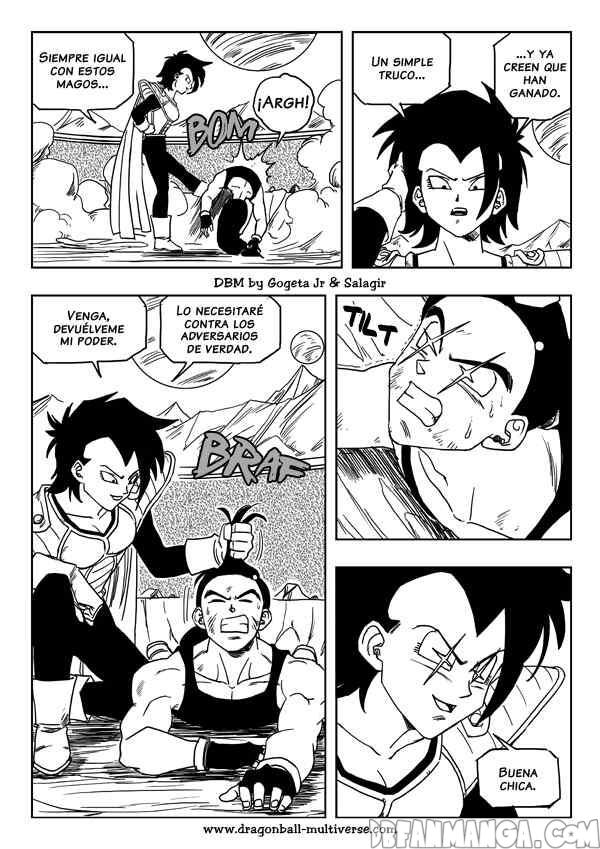 Siempre igual
con estos
magos...
¡Argh!
BOM
Un simple
truco...
...y ya
creen que
han
ganado.
DBM by Gogeta Jr & Salagir
Venga,
devuélveme
mi poder.
Lo necesitaré
contra los
adversarios
de verdad.
BRAF
TILT
Buena
chica.
www.dragonball-multiverse.com
DBFANMANGA.COM